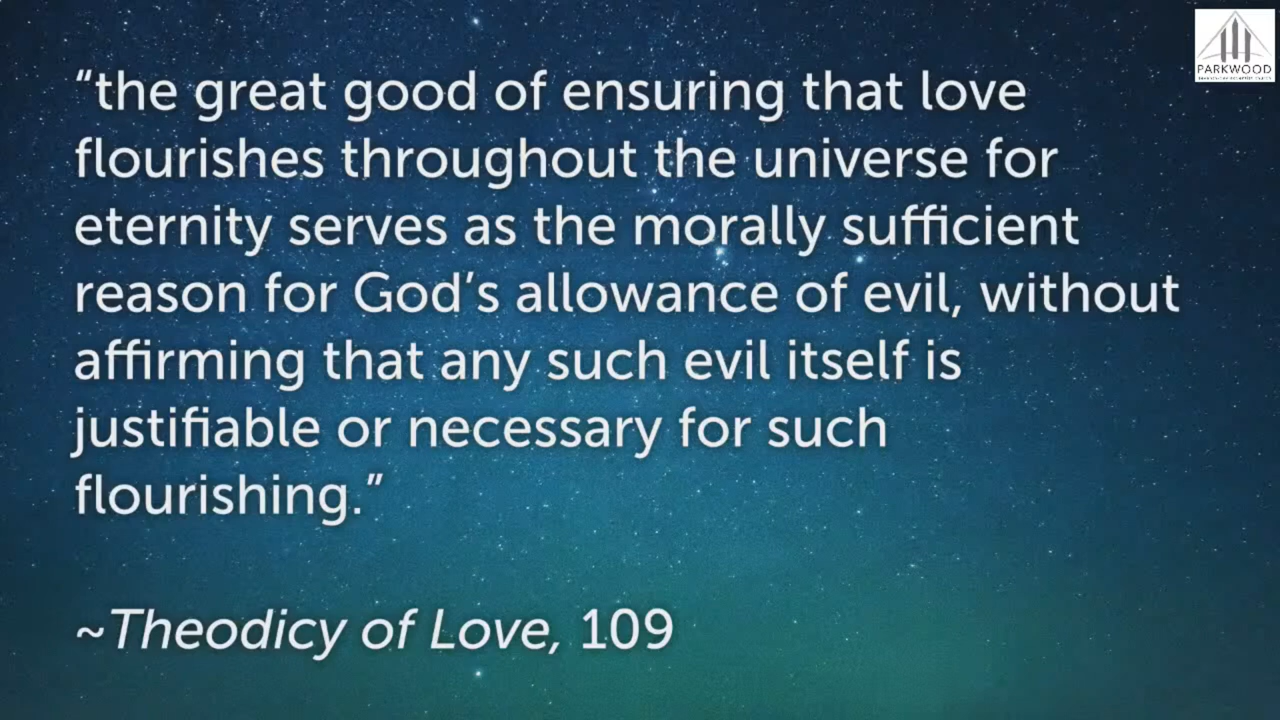 PARKWOOD
“the great good of ensuring that love
flourishes throughout the universe for
eternity serves as the morally sufficient
reason for God’s allowance of evil, without
affirming that any such evil itself is
justifiable or necessary for such
flourishing.”
~Theodicy of Love, 109